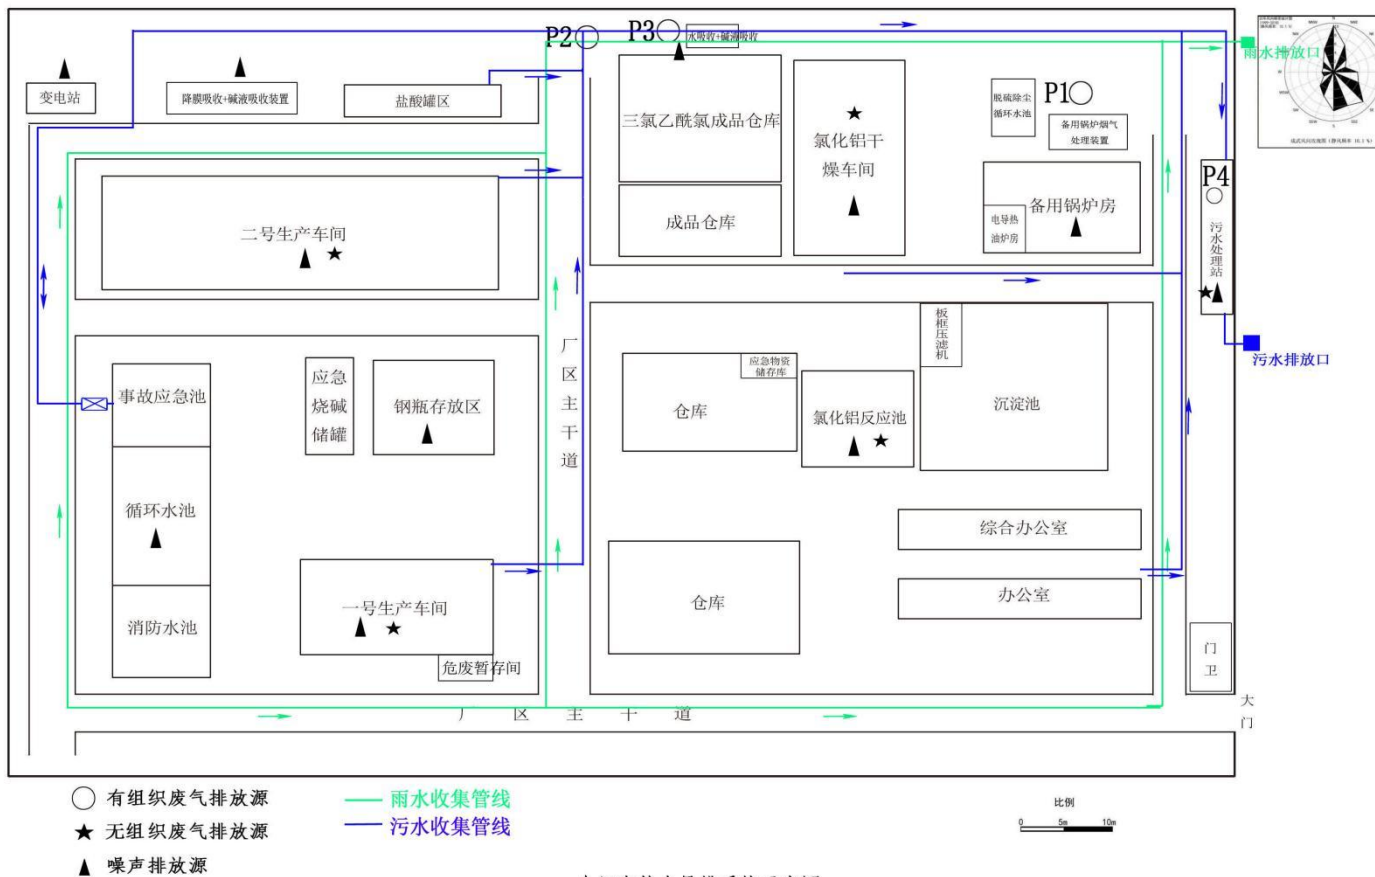 P2
P3
水吸收+碱液吸收
雨水排放口
变电站
降膜吸收+碱液吸收装置
盐酸罐区
三氯乙酰氯成品仓库
氯化铝干
燥车间
脱硫除尘
循环水池
P1
备用锅炉烟气
处理装置
P4
二号生产车间
成品仓库
备用锅炉房
电导热
油炉房
污水处理站
污水排放口
厂区主干道
事故应急池
应急
烧碱
储罐
钢瓶存放区
应急物资
储存库
仓库
氯化铝反应池
板框压滤机
沉淀池
循环水池
综合办公室
一号生产车间
仓库
办公室
消防水池
危废暂存间
门卫
大门
厂区主干道
有组织废气排放源
无组织废气排放源
噪声排放源
雨水收集管线
污水收集管线
比例
0 5m 10m